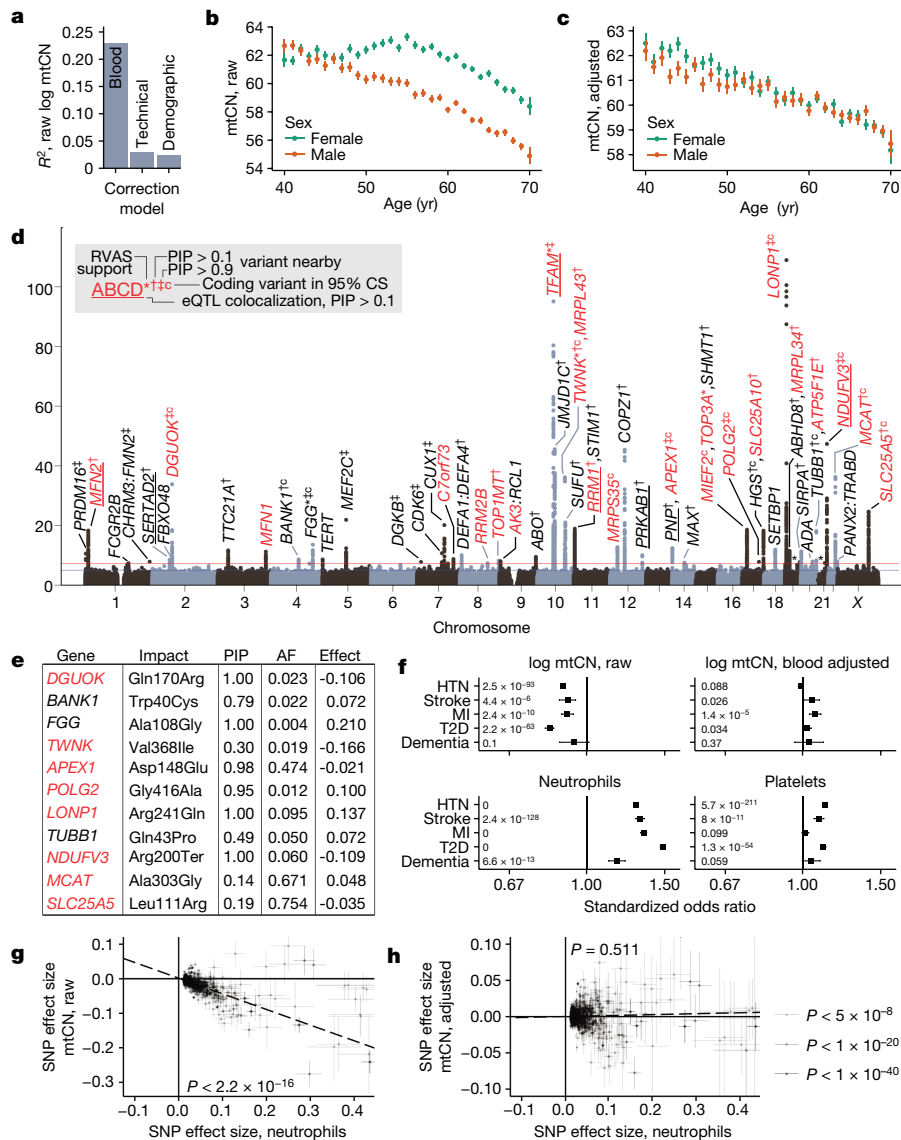 a
R², raw log mtCN
0.25
0.20
0.15
0.10
0.05
0
Blood
Technical
Demographic
Correction
model
b
mtCN, raw
64
62
60
58
56
54
Sex
Female
Male
40 50 60 70
Age (yr)
c
mtCN, adjusted
63
62
61
60
59
58
Sex
Female
Male
40 50 60 70
Age (yr)
d
RVAS
support
PIP > 0.1
PIP > 0.9
variant nearby
ABCD*†‡c
Coding variant in 95% CS
eQTL colocalization, PIP > 0.1
100
80
60
40
20
0
PRDM16‡
MFN2†
FCGR2B
CHRM3:FMN2‡
SERTAD2†
FBXO48
DGUOK‡c
TTC21A†
MFN1
BANK1†c
FGG*‡c
TERT
MEF2C‡
DGKB‡
CDK6‡
CUX1‡
C7orf73
DEFA1:DEFA4†
RRM2B
TOP1MT†
AK3:RCL1
ABO†
TFAM*‡
JMJD1C†
TWNK*†c,MRPL43†
SUFU†
RRM1†,STIM1†
MRPS35c
COPZ1†
PRKAB1†
PNP†,APEX1‡c
MAX†
MIEF2c,TOP3A*,SHMT1†
POLG2‡c
HGS†c,SLC25A10†
SETBP1
LONP1‡c
ABHD8†,MRPL34†
ADA
SIRPA†
TUBB1†c,ATP5F1E†
NDUFV3‡c
PANX2:TRABD
MCAT†c
SLC25A5†c
1 2 3 4 5 6 7 8 9 10 11 12 14 16 18 21 X
Chromosome
e
Gene Impact PIP AF Effect
DGUOK Gln170Arg 1.00 0.023 -0.106
BANK1 Trp40Cys 0.79 0.022 0.072
FGG Ala108Gly 1.00 0.004 0.210
TWNK Val368Ile 0.30 0.019 -0.166
APEX1 Asp148Glu 0.98 0.474 -0.021
POLG2 Gly416Ala 0.95 0.012 0.100
LONP1 Arg241Gln 1.00 0.095 0.137
TUBB1 Gln43Pro 0.49 0.050 0.072
NDUFV3 Arg200Ter 1.00 0.060 -0.109
MCAT Ala303Gly 0.14 0.671 0.048
SLC25A5 Leu111Arg 0.19 0.754 -0.035
f
log mtCN, raw
HTN 2.5 × 10⁻⁹³
Stroke 4.4 × 10⁻⁶
MI 2.4 × 10⁻¹⁰
T2D 2.2 × 10⁻⁶³
Dementia 0.1
log mtCN, blood adjusted
0.088
0.026
1.4 × 10⁻⁵
0.034
0.37
Neutrophils
HTN 0
Stroke 2.4 × 10⁻¹²⁸
MI 0
T2D 0
Dementia 6.6 × 10⁻¹³
Platelets
5.7 × 10⁻²¹¹
8 × 10⁻¹¹
0.099
1.3 × 10⁻⁵⁴
0.059
0.67 1.00 1.50
0.67 1.00 1.50
Standardized odds ratio
g
SNP effect size
mtCN, raw
0.1
0.0
−0.1
−0.2
−0.3
P < 2.2 × 10⁻¹⁶
−0.1 0.0 0.1 0.2 0.3 0.4
SNP effect size, neutrophils
h
SNP effect size
mtCN, adjusted
0.10
0.05
0.00
−0.05
−0.10
P = 0.511
−0.1 0.0 0.1 0.2 0.3 0.4
SNP effect size, neutrophils
P < 5 × 10⁻⁸
P < 1 × 10⁻²⁰
P < 1 × 10⁻⁴⁰